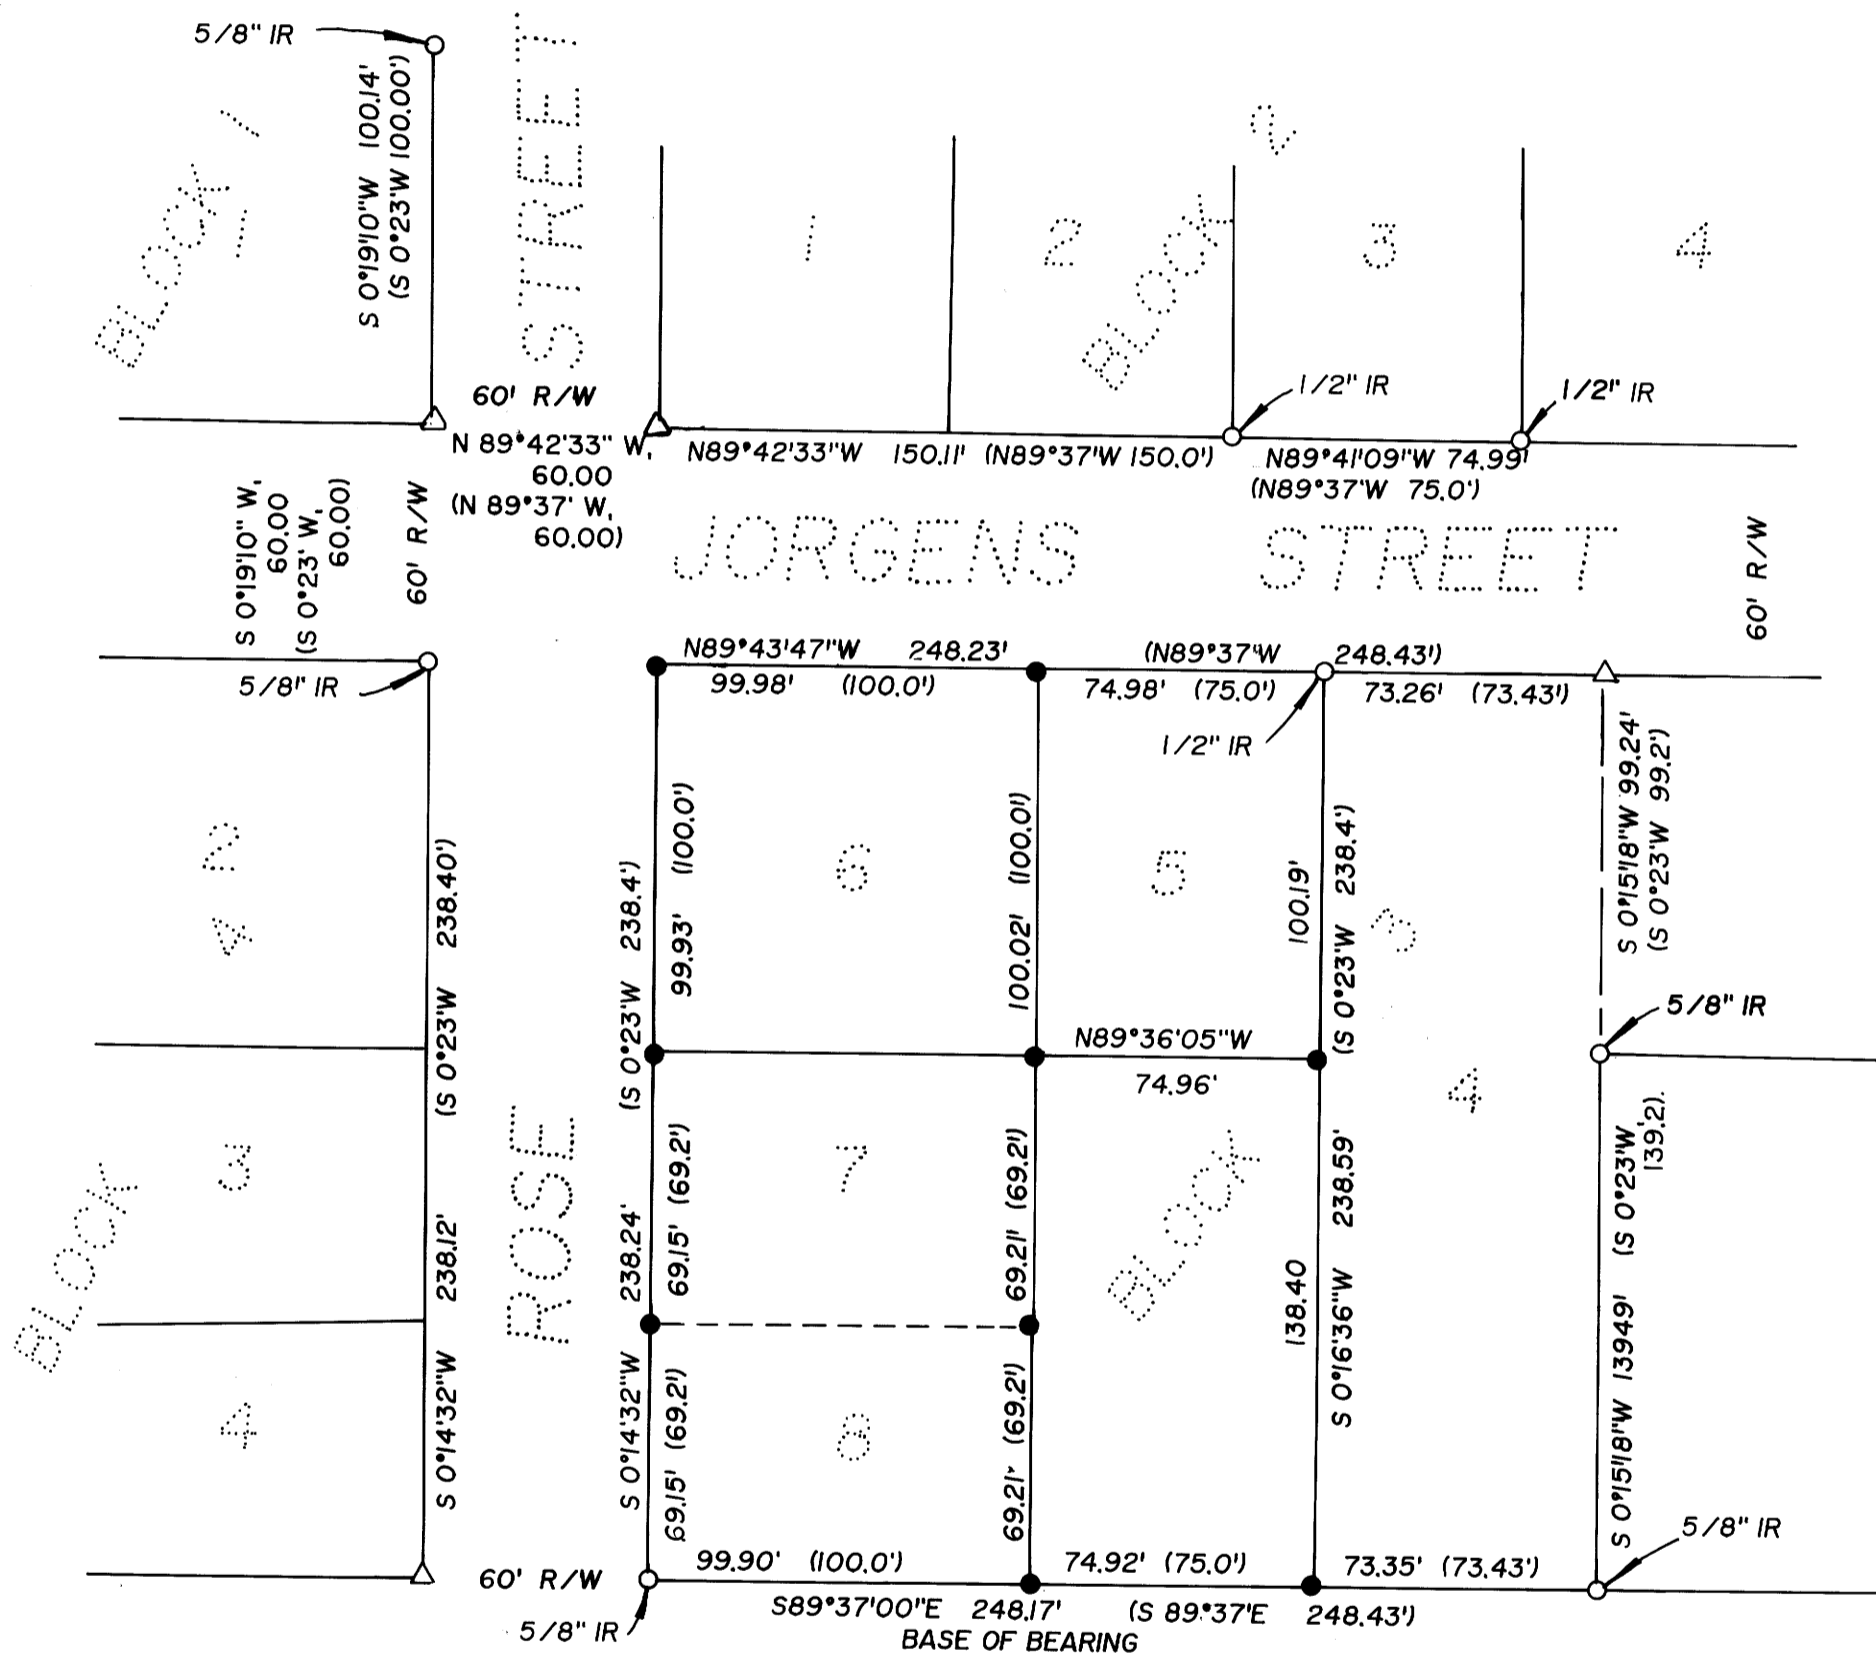 5/8" IR
S 0°19'10"W 100.14'
(S 0°23'W 100.00')
STREET
BLOCK 1
1
1
2
BLOCK 2
3
4
60' R/W
1/2" IR
1/2" IR
N 89°42'33" W,
60.00
(N 89°37' W,
60.00)
N89°42'33"W 150.11' (N89°37'W 150.0')
N89°41'09"W 74.99'
(N89°37'W 75.0')
S 0°19'10" W,
60.00
(S 0°23' W,
60.00)
60' R/W
JORGENS STREET
60' R/W
5/8" IR
N89°43'47"W 248.23' (N89°37'W 248.43')
99.98' (100.0') 74.98' (75.0') 73.26' (73.43')
1/2" IR
S 0°15'18"W 99.24'
(S 0°23'W 99.2')
2
4
3
BLOCK
4
S 0°14'32"W 238.12' (S 0°23'W 238.40')
ROSE
S 0°14'32"W 238.24' (S 0°23'W 238.4')
99.93' (100.0')
6
100.02' (100.0')
5
100.19'
S 0°16'36"W 238.59' (S 0°23'W 238.4')
3
5/8" IR
N89°36'05"W
74.96'
4
69.15' (69.2')
7
69.21' (69.2')
BLOCK
138.40
S 0°15'18"W 13949' (S 0°23'W
139.2').
69.15' (69.2')
8
69.21' (69.2')
5/8" IR
60' R/W
99.90' (100.0') 74.92' (75.0') 73.35' (73.43')
S89°37'00"E 248.17' (S 89°37'E 248.43')
5/8" IR
BASE OF BEARING